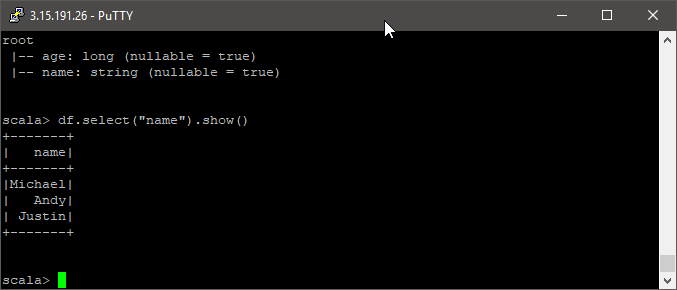 3.15.191.26 - PuTTY
root
 |-- age: long (nullable = true)
 |-- name: string (nullable = true)
scala> df.select("name").show()
+-------+
|   name|
+-------+
|Michael|
|   Andy|
| Justin|
+-------+
scala>